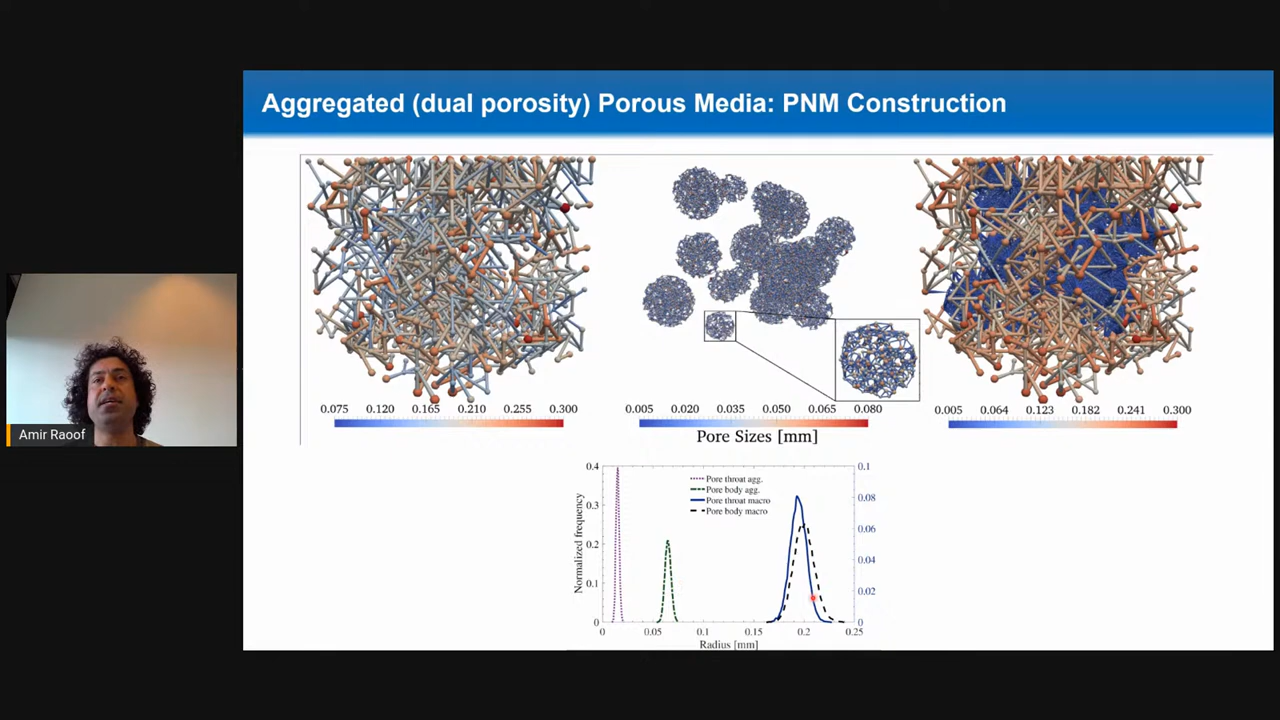 Aggregated (dual porosity) Porous Media: PNM Construction
0.075 0.120 0.165 0.210 0.255 0.300
0.005 0.020 0.035 0.050 0.065 0.080
0.005 0.064 0.123 0.182 0.241 0.300
Pore Sizes [mm]
Amir Raoof
0.4
0.3
0.2
0.1
0
Normalized frequency
Pore throat agg.
Pore body agg.
Pore throat macro
Pore body macro
0.1
0.08
0.06
0.04
0.02
0
0 0.05 0.1 0.15 0.2 0.25
Radius [mm]